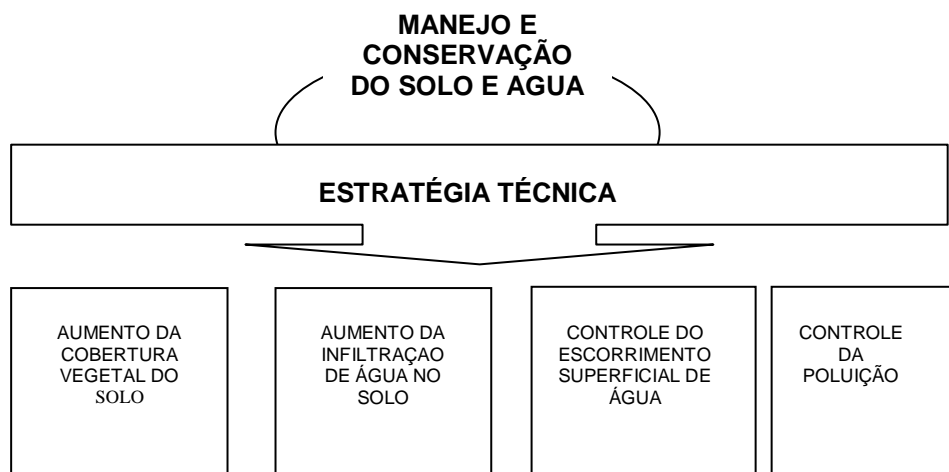 MANEJO E
CONSERVAÇÃO
DO SOLO E AGUA
ESTRATÉGIA TÉCNICA
AUMENTO DA
COBERTURA
VEGETAL DO
SOLO
AUMENTO DA
INFILTRAÇAO
DE ÁGUA NO
SOLO
CONTROLE DO
ESCORRIMENTO
SUPERFICIAL DE
ÁGUA
CONTROLE
DA
POLUIÇÃO